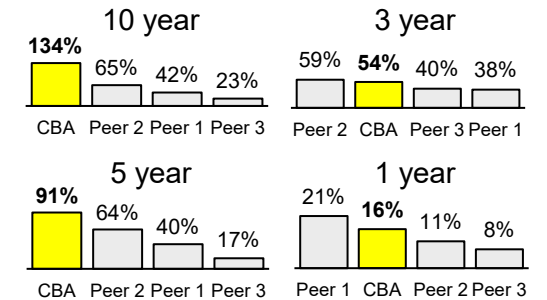 10 year
134%
65%
42%
23%
CBA Peer 2 Peer 1 Peer 3
3 year
59%
54%
40%
38%
Peer 2 CBA Peer 3 Peer 1
5 year
91%
64%
40%
17%
CBA Peer 2 Peer 1 Peer 3
1 year
21%
16%
11%
8%
Peer 1 CBA Peer 2 Peer 3